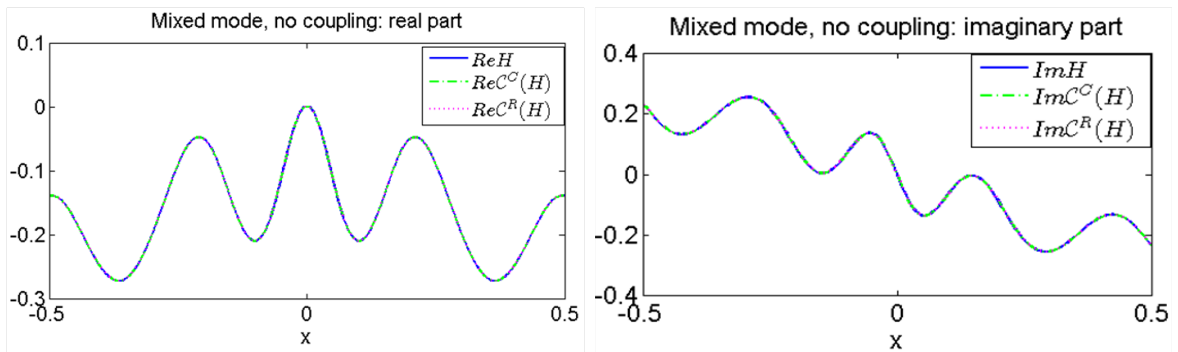 Mixed mode, no coupling: real part
0.1
0
-0.1
-0.2
-0.3
-0.5
0
0.5
x
ReH
ReC^C(H)
ReC^R(H)
Mixed mode, no coupling: imaginary part
0.4
0.2
0
-0.2
-0.4
-0.5
0
0.5
x
ImH
ImC^C(H)
ImC^R(H)